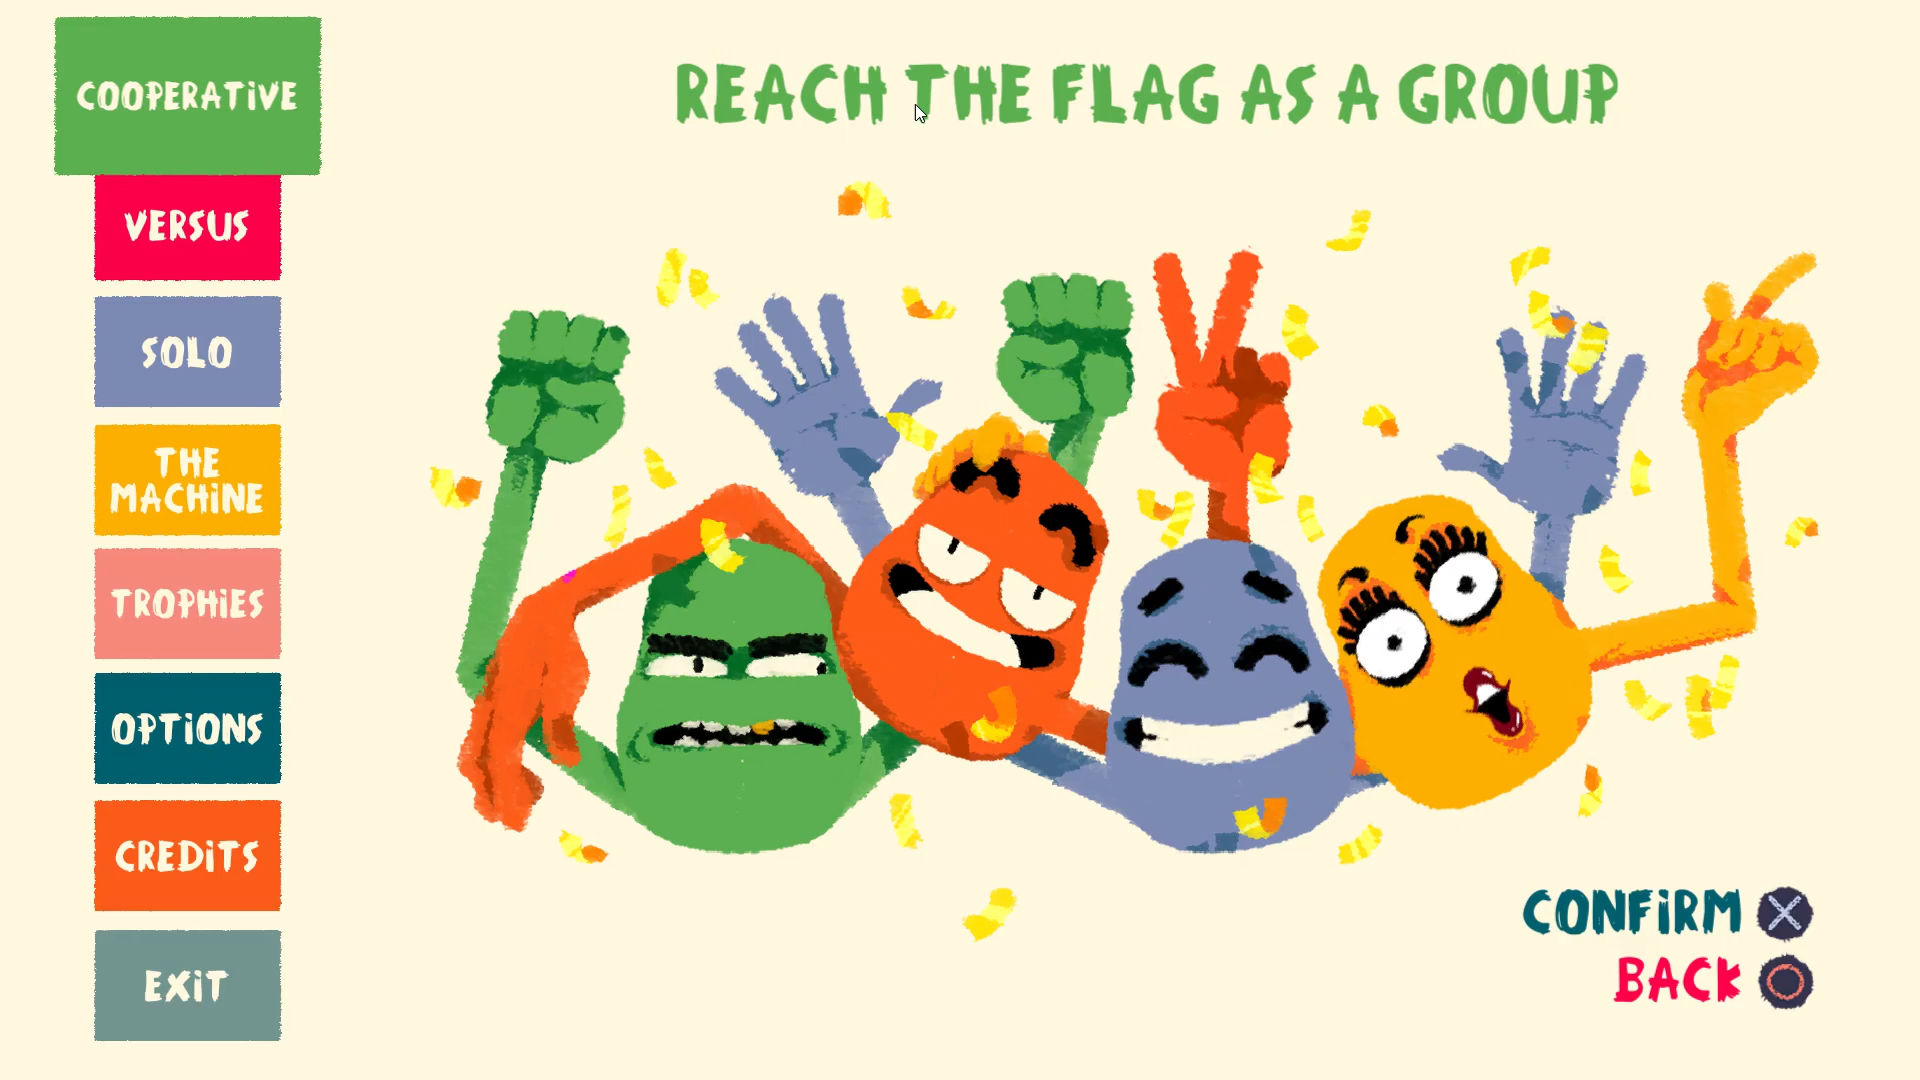 COOPERATiVE
REACH THE FLAG AS A GROUP
VERSUS
SOLO
THE
MACHiNE
TROPHiES
OPTiONS
CREDiTS
EXiT
CONFiRM
BACK